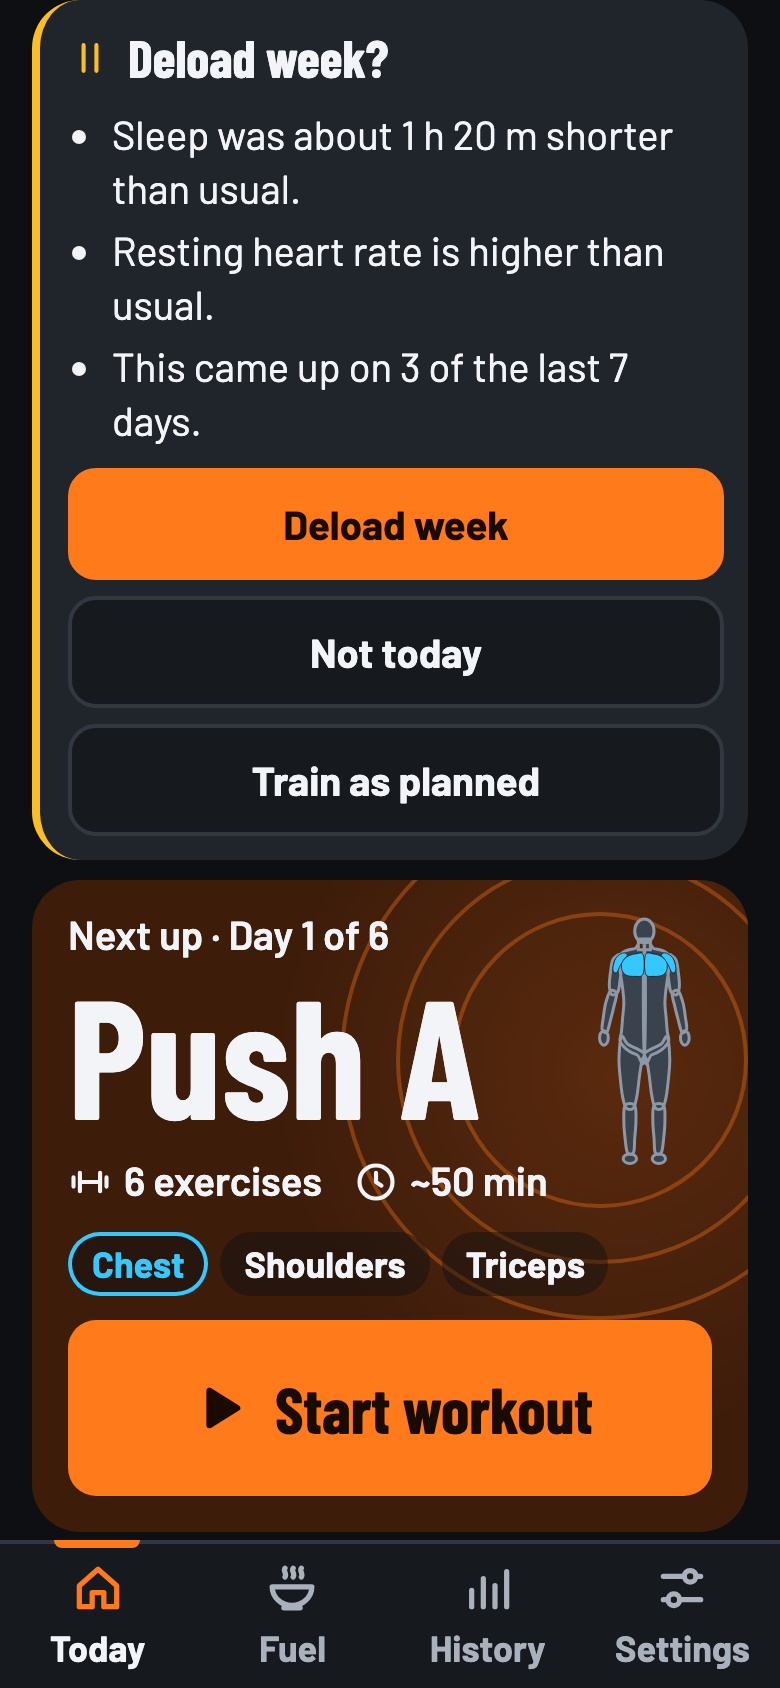 Deload week?
• Sleep was about 1 h 20 m shorter
than usual.
• Resting heart rate is higher than
usual.
• This came up on 3 of the last 7
days.
Deload week
Not today
Train as planned
Next up · Day 1 of 6
Push A
6 exercises ~50 min
Chest Shoulders Triceps
Start workout
Today Fuel History Settings